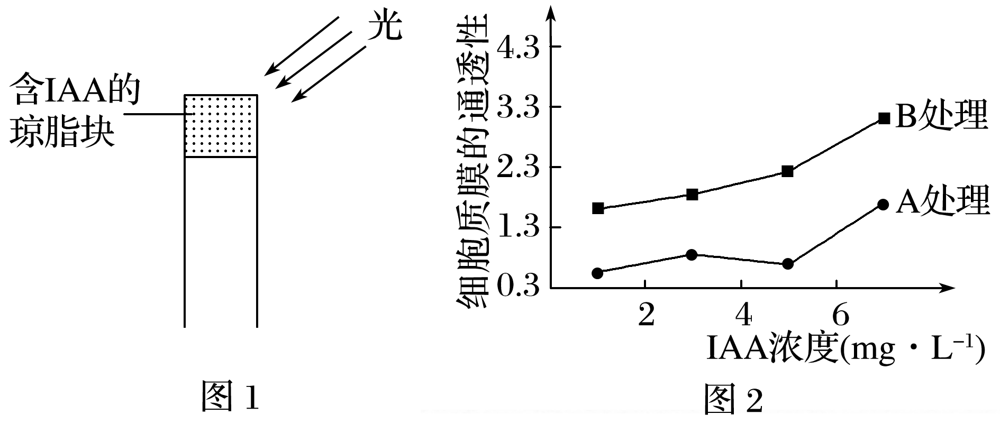 光
含IAA的
琼脂块
图 1
细胞质膜的通透性
4.3
3.3
2.3
1.3
0.3
B处理
A处理
2 4 6
IAA浓度(mg·L⁻¹)
图 2